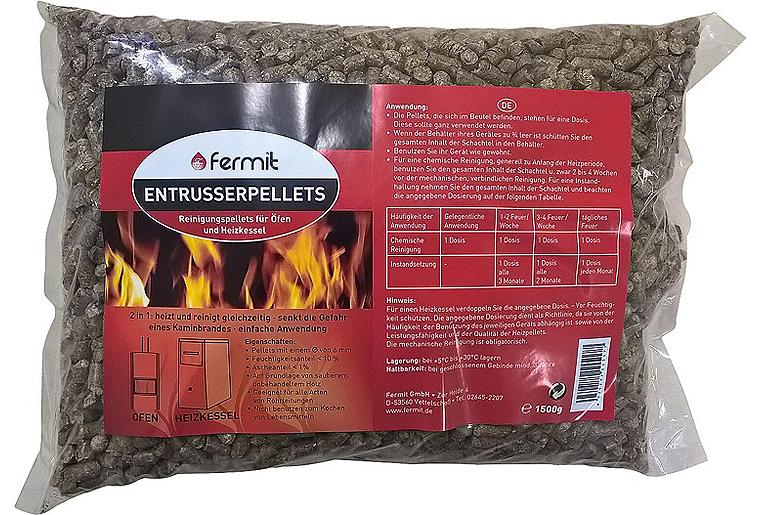 fermit
ENTRUSSERPELLETS
Reinigungspellets für Öfen
und Heizkessel
2 in 1: heizt und reinigt gleichzeitig · senkt die Gefahr
eines Kaminbrandes · einfache Anwendung
ÖFEN
HEIZKESSEL
Eigenschaften:
• Pellets mit einem Ø von 6 mm
• Feuchtigkeitsanteil < 10 %
• Ascheanteil < 1%
• Auf Grundlage von sauberem,
unbehandeltem Holz
• Geeignet für alle Arten
von Rohrleitungen
• Nicht benutzen zum Kochen
von Lebensmitteln
Anwendung:
DE
• Die Pellets, die sich im Beutel befinden, stehen für eine Dosis.
Diese sollte ganz verwendet werden.
• Wenn der Behälter ihres Gerätes zu ¾ leer ist schütten Sie den
gesamten Inhalt der Schachtel in den Behälter.
• Benutzen Sie ihr Gerät wie gewohnt.
• Für eine chemische Reinigung, generell zu Anfang der Heizperiode,
benutzen Sie den gesamten Inhalt der Schachtel u. zwar 2 bis 4 Wochen
vor der mechanischen, verbindlichen Reinigung. Für eine Instand-
haltung nehmen Sie den gesamten Inhalt der Schachtel und beachten
die angegebene Dosierung auf der folgenden Tabelle.
Häufigkeit der Anwendung | Gelegentliche Anwendung | 1-2 Feuer/ Woche | 3-4 Feuer/ Woche | tägliches Feuer
Chemische Reinigung | 1 Dosis | 1 Dosis | 1 Dosis | 1 Dosis
Instandsetzung | - | 1 Dosis alle 3 Monate | 1 Dosis alle 2 Monate | 1 Dosis jeden Monat
Hinweis:
Für einen Heizkessel verdoppeln Sie die angegebene Dosis. – Vor Feuchtig-
keit schützen. Die angegebene Dosierung dient als Richtlinie, da sie von der
Häufigkeit der Benutzung des jeweiligen Geräts abhängig ist sowie von der
Leistungsfähigkeit und der Qualität der Heizpellets.
Die mechanische Reinigung ist obligatorisch.
Lagerung: bei +5°C bis +30°C lagern
Haltbarkeit: bei geschlossenem Gebinde mind. Jahre
Fermit GmbH • Zur Heide 4
D-53560 Vettelschoß • Tel. 02645-2207
www.fermit.de
℮ 1500g